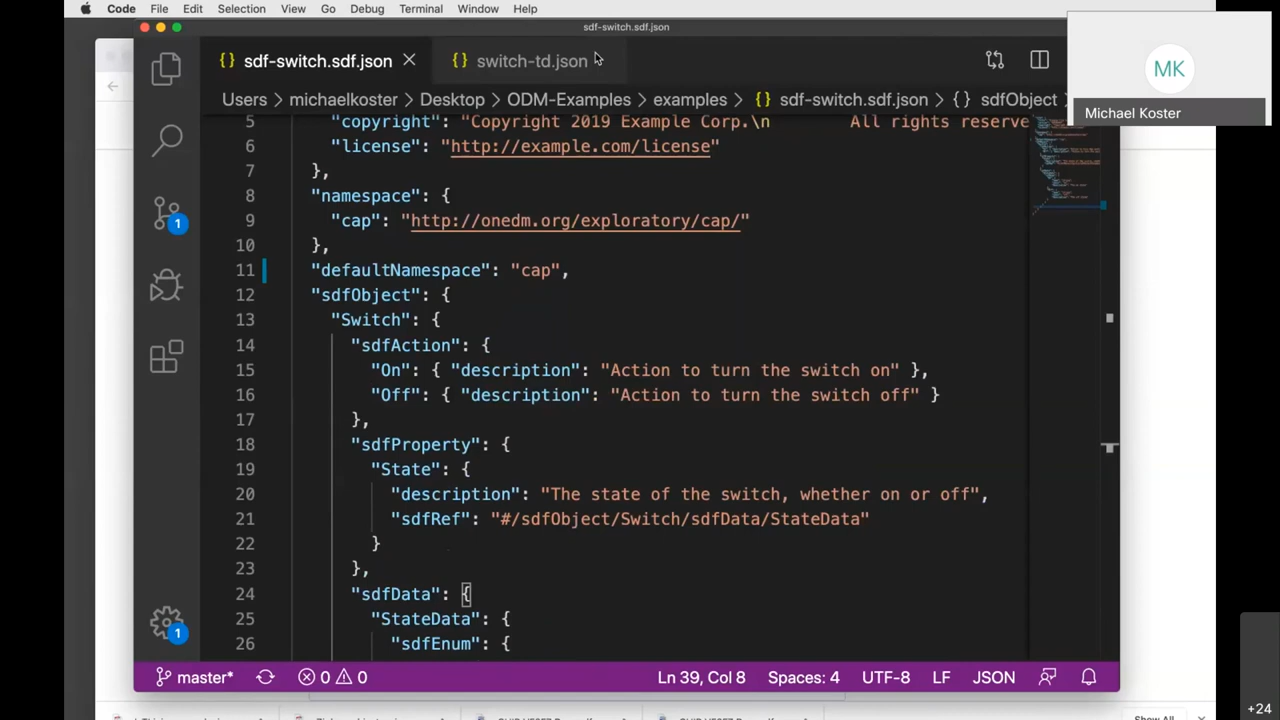 Code File Edit Selection View Go Debug Terminal Window Help
sdf-switch.sdf.json
{} sdf-switch.sdf.json
{} switch-td.json
MK
Michael Koster
Users › michaelkoster › Desktop › ODM-Examples › examples › {} sdf-switch.sdf.json › {} sdfObject ›
5 "copyright": "Copyright 2019 Example Corp.\n All rights reserve
6 "license": "http://example.com/license"
7 },
8 "namespace": {
9 "cap": "http://onedm.org/exploratory/cap/"
10 },
11 "defaultNamespace": "cap",
12 "sdfObject": {
13 "Switch": {
14 "sdfAction": {
15 "On": { "description": "Action to turn the switch on" },
16 "Off": { "description": "Action to turn the switch off" }
17 },
18 "sdfProperty": {
19 "State": {
20 "description": "The state of the switch, whether on or off",
21 "sdfRef": "#/sdfObject/Switch/sdfData/StateData"
22 }
23 },
24 "sdfData": {
25 "StateData": {
26 "sdfEnum": {
1
1
master* 0 0 Ln 39, Col 8 Spaces: 4 UTF-8 LF JSON
+24
Show All